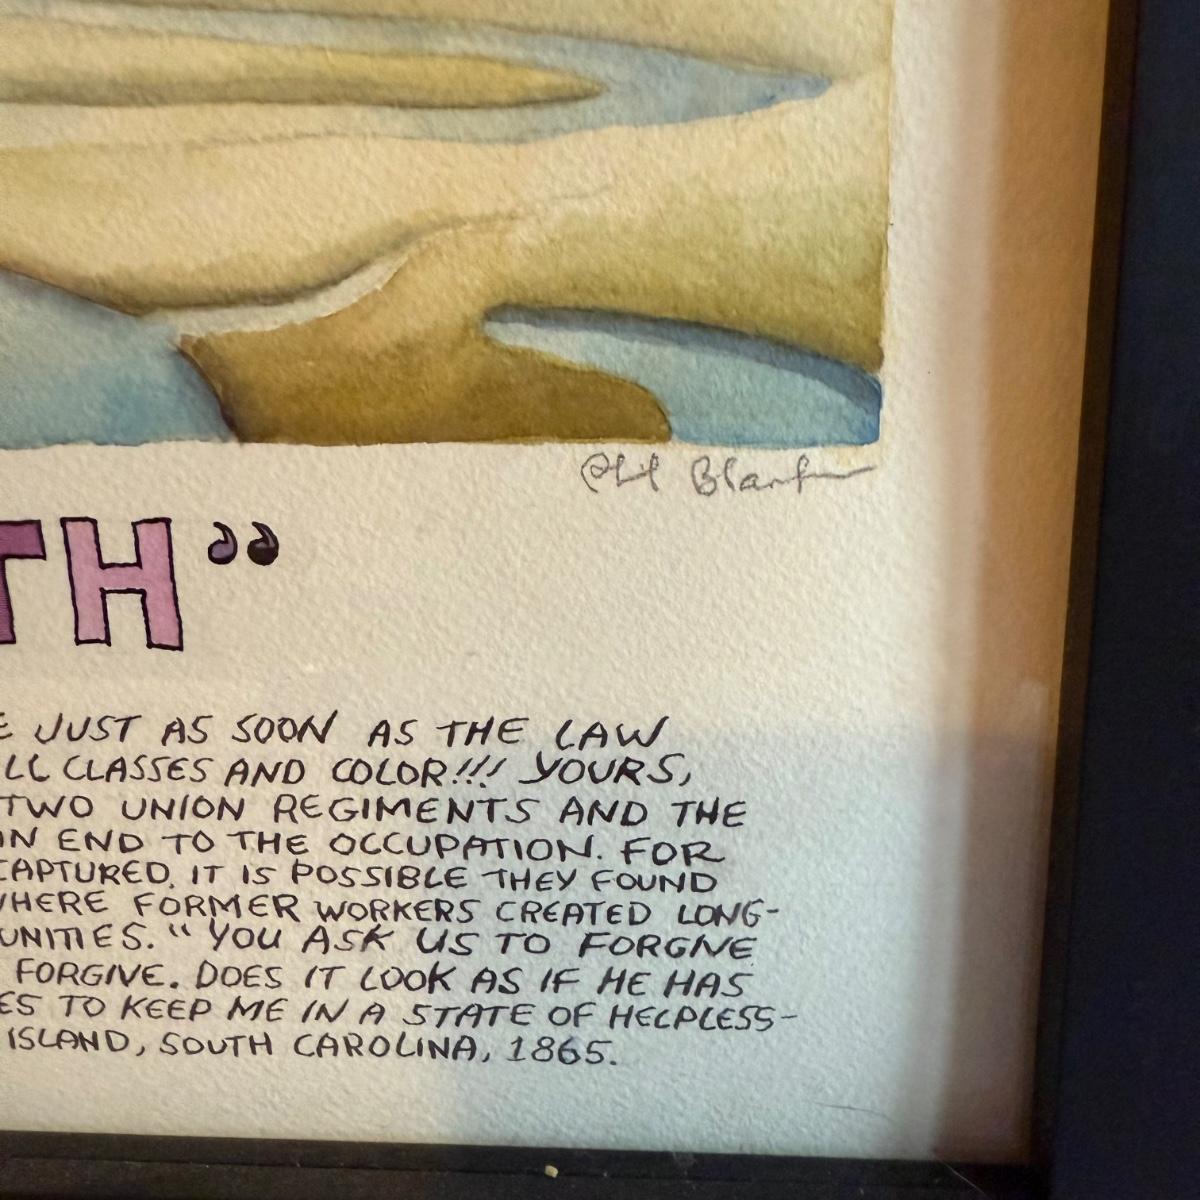 Phil Blank
TH"
E JUST AS SOON AS THE LAW
LL CLASSES AND COLOR!!! YOURS,
TWO UNION REGIMENTS AND THE
AN END TO THE OCCUPATION. FOR
CAPTURED. IT IS POSSIBLE THEY FOUND
WHERE FORMER WORKERS CREATED LONG-
UNITIES. "YOU ASK US TO FORGIVE
FORGIVE. DOES IT LOOK AS IF HE HAS
ES TO KEEP ME IN A STATE OF HELPLESS-
ISLAND, SOUTH CAROLINA, 1865.